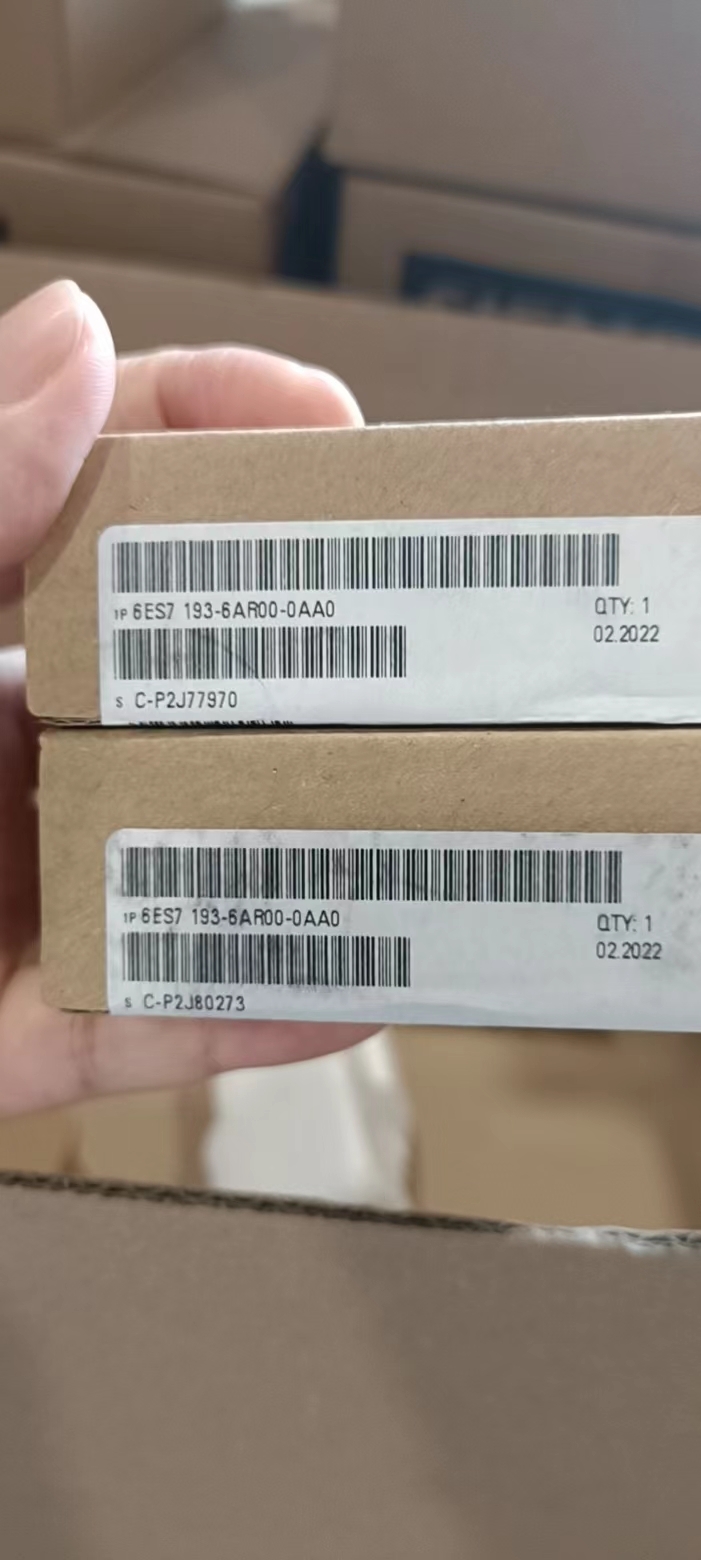 1P 6ES7 193-6AR00-0AA0
QTY: 1
02.2022
S C-P2J77970
1P 6ES7 193-6AR00-0AA0
QTY: 1
02.2022
S C-P2J80273